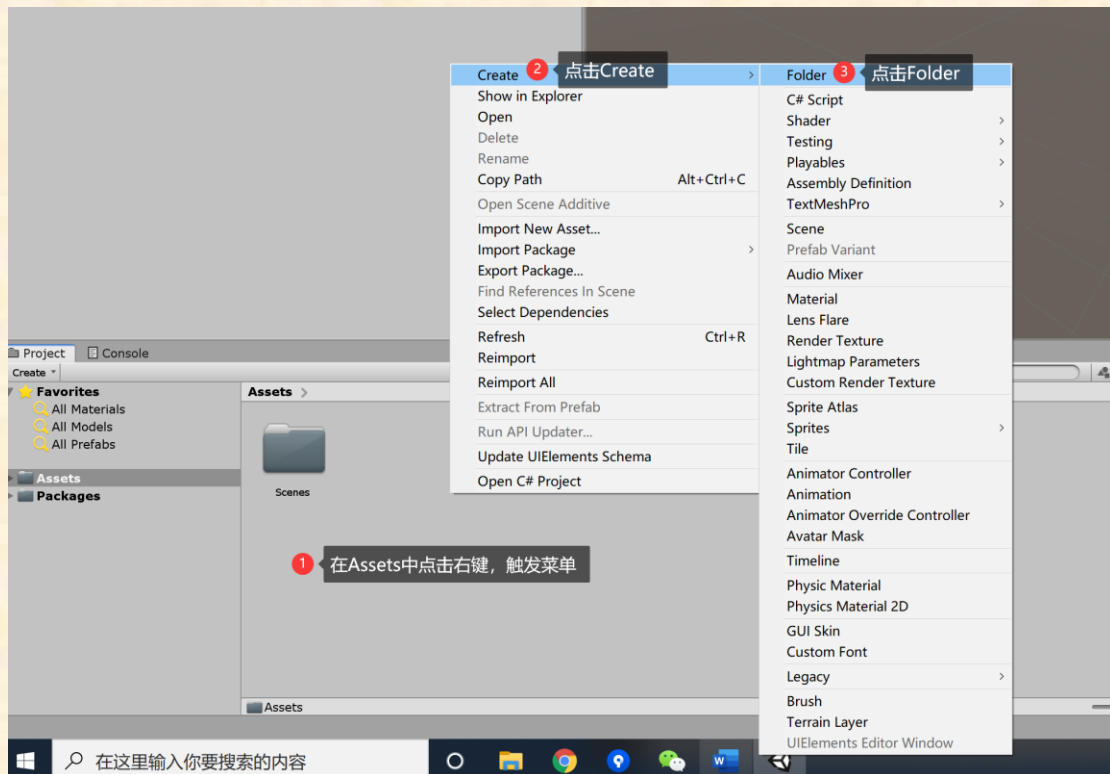 Create
2
点击Create
Show in Explorer
Open
Delete
Rename
Copy Path Alt+Ctrl+C
Open Scene Additive
Import New Asset...
Import Package
Export Package...
Find References In Scene
Select Dependencies
Refresh Ctrl+R
Reimport
Reimport All
Extract From Prefab
Run API Updater...
Update UIElements Schema
Open C# Project
Folder
3
点击Folder
C# Script
Shader
Testing
Playables
Assembly Definition
TextMeshPro
Scene
Prefab Variant
Audio Mixer
Material
Lens Flare
Render Texture
Lightmap Parameters
Custom Render Texture
Sprite Atlas
Sprites
Tile
Animator Controller
Animation
Animator Override Controller
Avatar Mask
Timeline
Physic Material
Physics Material 2D
GUI Skin
Custom Font
Legacy
Brush
Terrain Layer
UIElements Editor Window
Project Console
Create
Favorites
All Materials
All Models
All Prefabs
Assets
Packages
Assets
Scenes
1
在Assets中点击右键，触发菜单
Assets
在这里输入你要搜索的内容
W